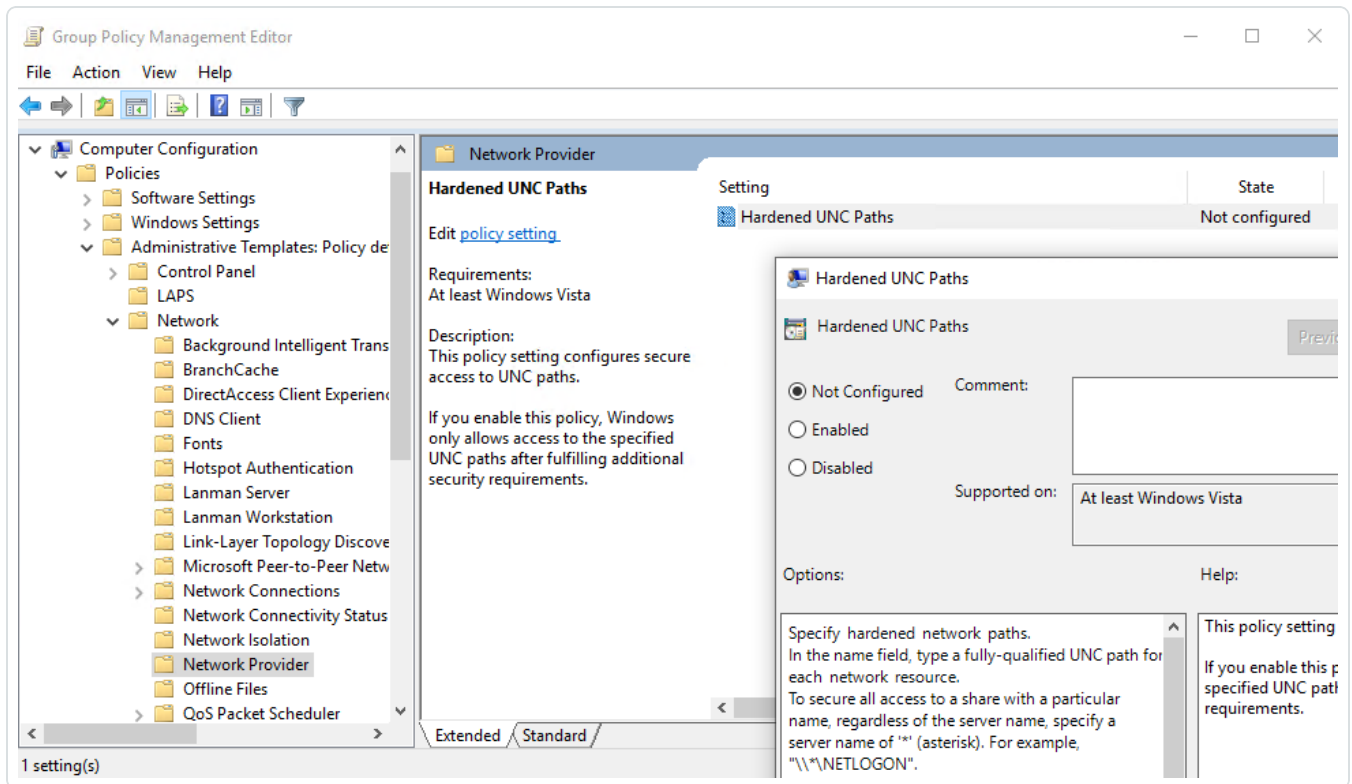 Group Policy Management Editor
File Action View Help
Computer Configuration
Policies
Software Settings
Windows Settings
Administrative Templates: Policy de
Control Panel
LAPS
Network
Background Intelligent Trans
BranchCache
DirectAccess Client Experienc
DNS Client
Fonts
Hotspot Authentication
Lanman Server
Lanman Workstation
Link-Layer Topology Discove
Microsoft Peer-to-Peer Netw
Network Connections
Network Connectivity Status
Network Isolation
Network Provider
Offline Files
QoS Packet Scheduler
Network Provider
Hardened UNC Paths
Edit policy setting
Requirements:
At least Windows Vista
Description:
This policy setting configures secure
access to UNC paths.
If you enable this policy, Windows
only allows access to the specified
UNC paths after fulfilling additional
security requirements.
Setting State
Hardened UNC Paths Not configured
Extended Standard
1 setting(s)
Hardened UNC Paths
Hardened UNC Paths
Previo
Not Configured
Enabled
Disabled
Comment:
Supported on:
At least Windows Vista
Options:
Specify hardened network paths.
In the name field, type a fully-qualified UNC path for
each network resource.
To secure all access to a share with a particular
name, regardless of the server name, specify a
server name of '*' (asterisk). For example,
"\\*\NETLOGON".
Help:
This policy setting
If you enable this p
specified UNC path
requirements.